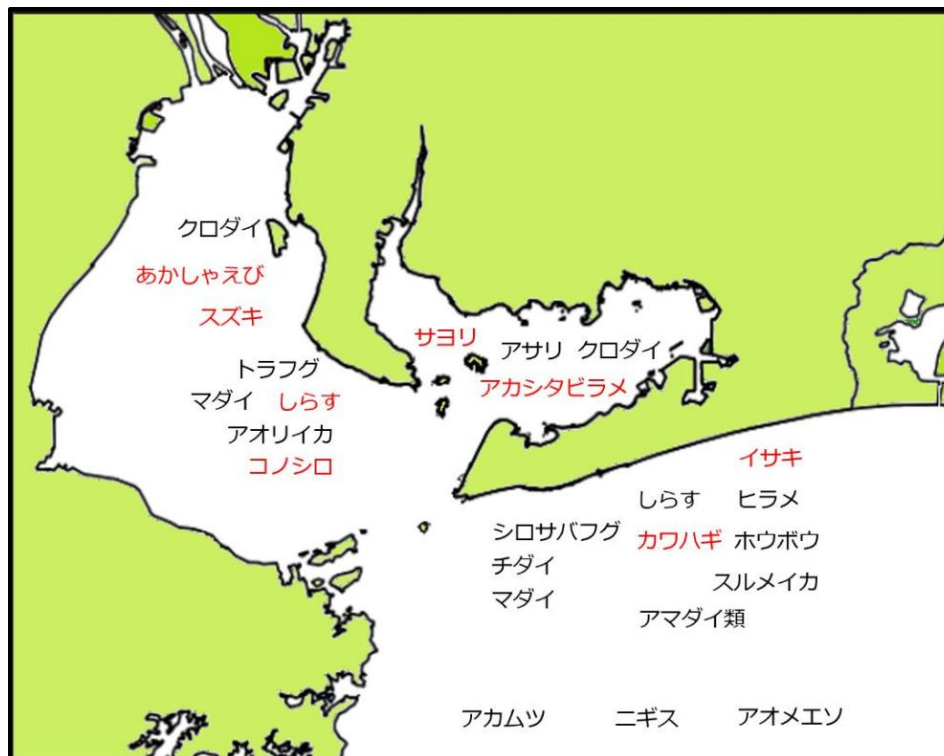 クロダイ
あかしゃえび
スズキ
トラフグ
マダイ しらす
アオリイカ
コノシロ
サヨリ
アサリ クロダイ
アカシタビラメ
イサキ
しらす ヒラメ
シロサバフグ カワハギ ホウボウ
チダイ スルメイカ
マダイ アマダイ類
アカムツ ニギス アオメエソ